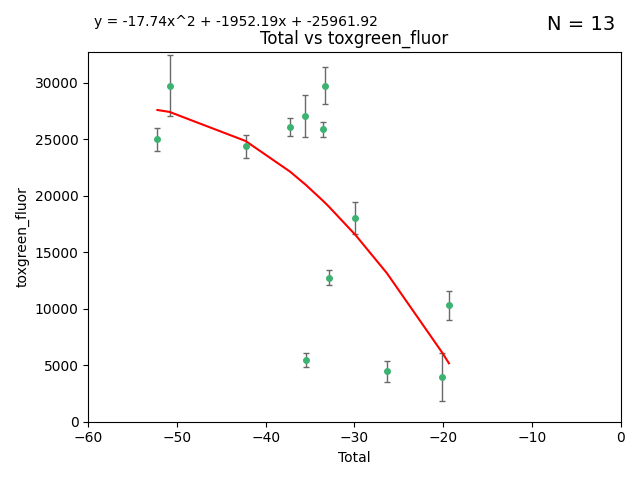 y = -17.74x^2 + -1952.19x + -25961.92
N = 13
Total vs toxgreen_fluor
30000
25000
20000
15000
10000
5000
0
toxgreen_fluor
−60 −50 −40 −30 −20 −10 0
Total